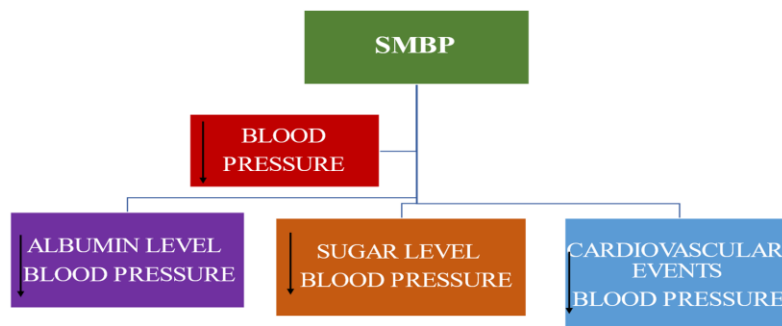 SMBP
BLOOD
PRESSURE
ALBUMIN LEVEL
BLOOD PRESSURE
SUGAR LEVEL
BLOOD PRESSURE
CARDIOVASCULAR
EVENTS
BLOOD PRESSURE